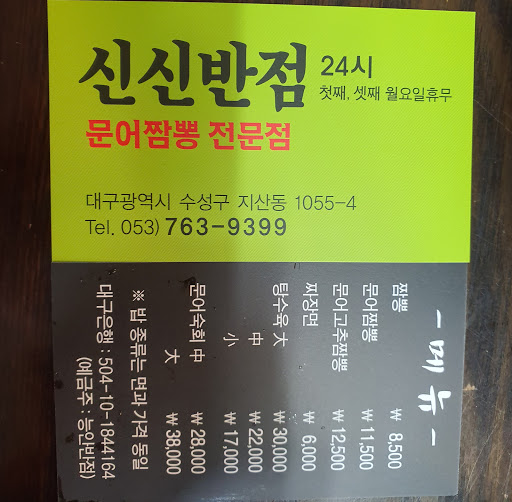 신신반점 24시
첫째, 셋째 월요일휴무
문어짬뽕 전문점
대구광역시 수성구 지산동 1055-4
Tel. 053) 763-9399
- 메뉴 -
짬뽕 ₩ 8,500
문어짬뽕 ₩ 11,500
문어고추짬뽕 ₩ 12,500
짜장면 ₩ 6,000
탕수육 大 ₩ 30,000
中 ₩ 22,000
小 ₩ 17,000
문어숙회 中 ₩ 28,000
大 ₩ 38,000
※ 밥 종류는 면과 가격 동일
대구은행 : 504-10-184416​4
(예금주 : 능안반점)